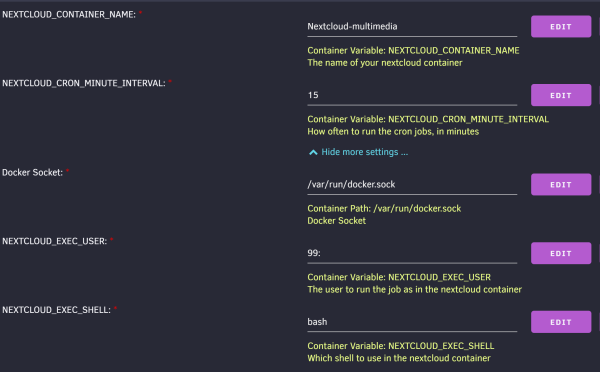 NEXTCLOUD_CONTAINER_NAME: *
Nextcloud-multimedia
EDIT
Container Variable: NEXTCLOUD_CONTAINER_NAME
The name of your nextcloud container
NEXTCLOUD_CRON_MINUTE_INTERVAL: *
15
EDIT
Container Variable: NEXTCLOUD_CRON_MINUTE_INTERVAL
How often to run the cron jobs, in minutes
Hide more settings ...
Docker Socket: *
/var/run/docker.sock
EDIT
Container Path: /var/run/docker.sock
Docker Socket
NEXTCLOUD_EXEC_USER: *
99:
EDIT
Container Variable: NEXTCLOUD_EXEC_USER
The user to run the job as in the nextcloud container
NEXTCLOUD_EXEC_SHELL: *
bash
EDIT
Container Variable: NEXTCLOUD_EXEC_SHELL
Which shell to use in the nextcloud container